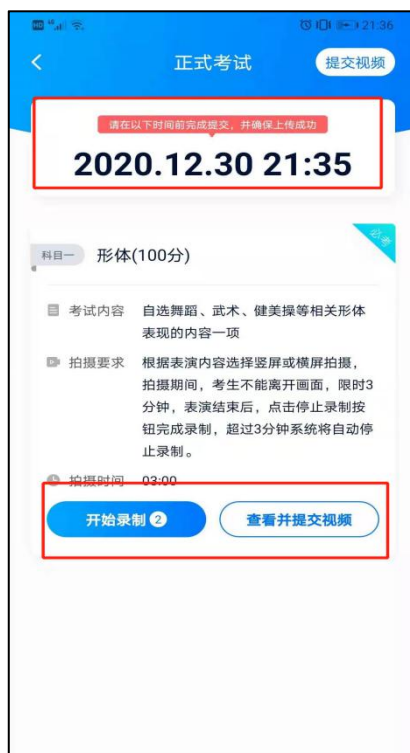 HD 4G 21:36
正式考试
提交视频
请在以下时间前完成提交，并确保上传成功
2020.12.30 21:35
必考
科目一 形体(100分)
考试内容 自选舞蹈、武术、健美操等相关形体
表现的内容一项
拍摄要求 根据表演内容选择竖屏或横屏拍摄，
拍摄期间，考生不能离开画面，限时3
分钟，表演结束后，点击停止录制按
钮完成录制，超过3分钟系统将自动停
止录制。
拍摄时间 03:00
开始录制 2
查看并提交视频